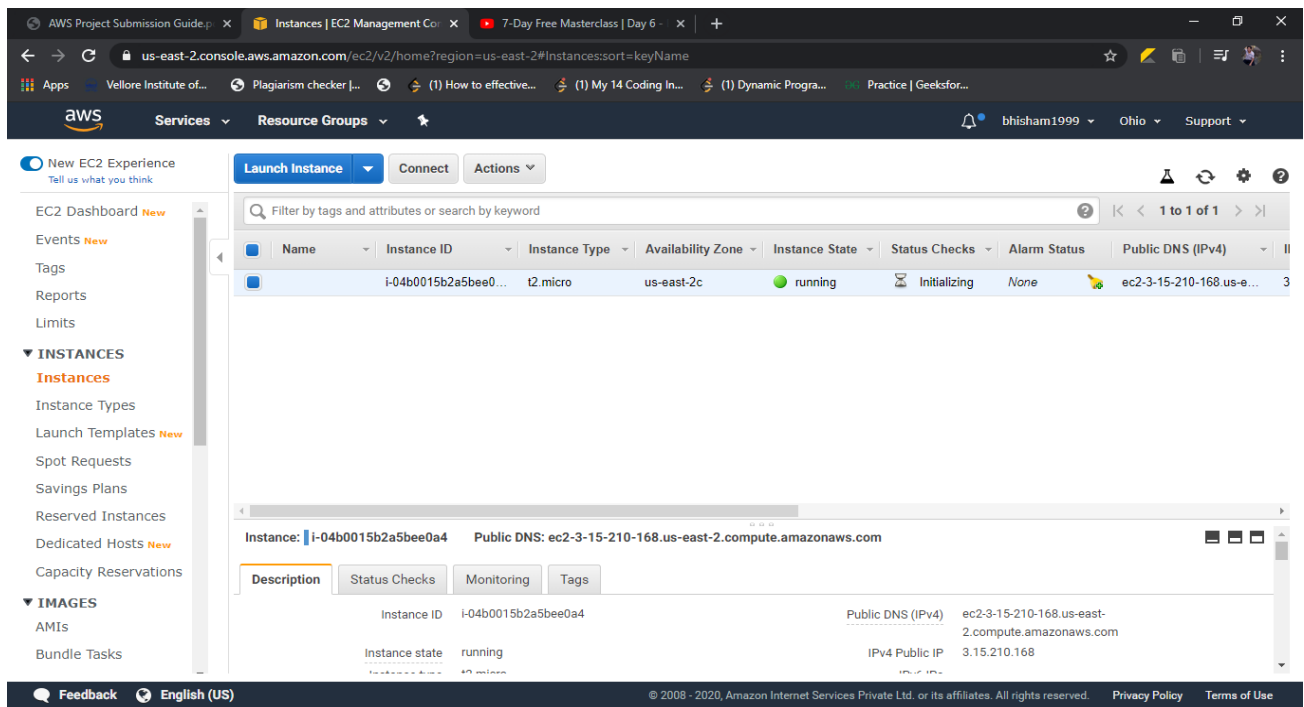 AWS Project Submission Guide.p
Instances | EC2 Management Con
7-Day Free Masterclass | Day 6 -
us-east-2.console.aws.amazon.com/ec2/v2/home?region=us-east-2#Instances:sort=keyName
Apps Vellore Institute of... Plagiarism checker |... (1) How to effective... (1) My 14 Coding In... (1) Dynamic Progra... Practice | Geeksfor...
aws Services Resource Groups bhisham1999 Ohio Support
New EC2 Experience
Tell us what you think
EC2 Dashboard New
Events New
Tags
Reports
Limits
INSTANCES
Instances
Instance Types
Launch Templates New
Spot Requests
Savings Plans
Reserved Instances
Dedicated Hosts New
Capacity Reservations
IMAGES
AMIs
Bundle Tasks
Launch Instance Connect Actions
Filter by tags and attributes or search by keyword 1 to 1 of 1
Name Instance ID Instance Type Availability Zone Instance State Status Checks Alarm Status Public DNS (IPv4)
i-04b0015b2a5bee0... t2.micro us-east-2c running Initializing None ec2-3-15-210-168.us-e... 3
Instance: i-04b0015b2a5bee0a4 Public DNS: ec2-3-15-210-168.us-east-2.compute.amazonaws.com
Description Status Checks Monitoring Tags
Instance ID i-04b0015b2a5bee0a4 Public DNS (IPv4) ec2-3-15-210-168.us-east-
2.compute.amazonaws.com
Instance state running IPv4 Public IP 3.15.210.168
Instance type t2.micro IPv6 IPs
Feedback English (US) © 2008 - 2020, Amazon Internet Services Private Ltd. or its affiliates. All rights reserved. Privacy Policy Terms of Use